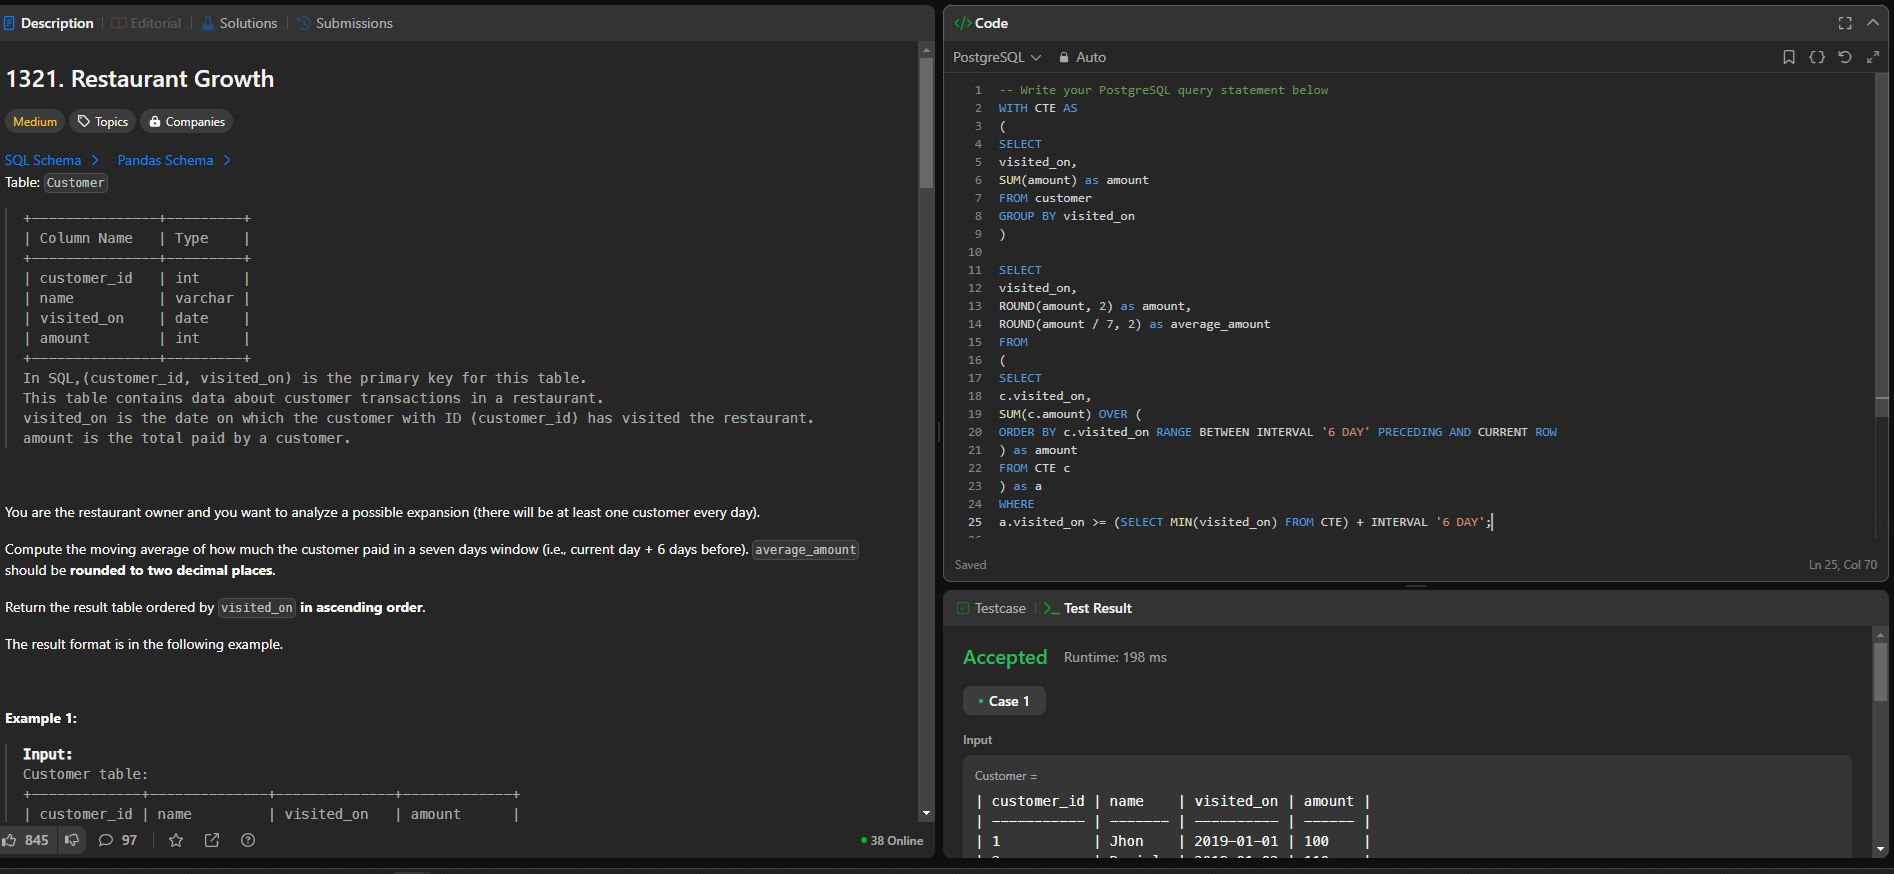 Description
Editorial
Solutions
Submissions
1321. Restaurant Growth
Medium
Topics
Companies
SQL Schema
Pandas Schema
Table: Customer
+---------------+---------+
| Column Name   | Type    |
+---------------+---------+
| customer_id   | int     |
| name          | varchar |
| visited_on    | date    |
| amount        | int     |
+---------------+---------+
In SQL,(customer_id, visited_on) is the primary key for this table.
This table contains data about customer transactions in a restaurant.
visited_on is the date on which the customer with ID (customer_id) has visited the restaurant.
amount is the total paid by a customer.
You are the restaurant owner and you want to analyze a possible expansion (there will be at least one customer every day).
Compute the moving average of how much the customer paid in a seven days window (i.e., current day + 6 days before). average_amount
should be rounded to two decimal places.
Return the result table ordered by visited_on in ascending order.
The result format is in the following example.
Example 1:
Input:
Customer table:
+-------------+--------------+--------------+-------------+
| customer_id | name         | visited_on   | amount      |
845
97
38 Online
</> Code
PostgreSQL
Auto
1 -- Write your PostgreSQL query statement below
2 WITH CTE AS
3 (
4 SELECT
5 visited_on,
6 SUM(amount) as amount
7 FROM customer
8 GROUP BY visited_on
9 )
10
11 SELECT
12 visited_on,
13 ROUND(amount, 2) as amount,
14 ROUND(amount / 7, 2) as average_amount
15 FROM
16 (
17 SELECT
18 c.visited_on,
19 SUM(c.amount) OVER (
20 ORDER BY c.visited_on RANGE BETWEEN INTERVAL '6 DAY' PRECEDING AND CURRENT ROW
21 ) as amount
22 FROM CTE c
23 ) as a
24 WHERE
25 a.visited_on >= (SELECT MIN(visited_on) FROM CTE) + INTERVAL '6 DAY';
Saved
Ln 25, Col 70
Testcase
Test Result
Accepted
Runtime: 198 ms
Case 1
Input
Customer =
| customer_id | name    | visited_on | amount |
| ----------- | ------- | ---------- | ------ |
| 1           | Jhon    | 2019-01-01 | 100    |